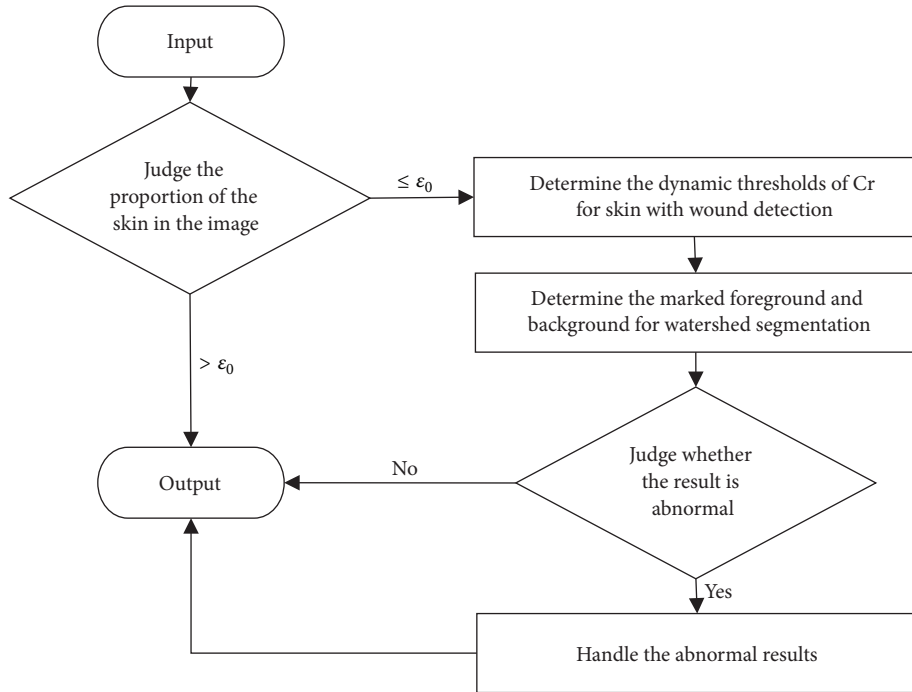 Input
Judge the
proportion of the
skin in the image
≤ ε₀
Determine the dynamic thresholds of Cr
for skin with wound detection
Determine the marked foreground and
background for watershed segmentation
> ε₀
Judge whether
the result is
abnormal
No
Output
Yes
Handle the abnormal results